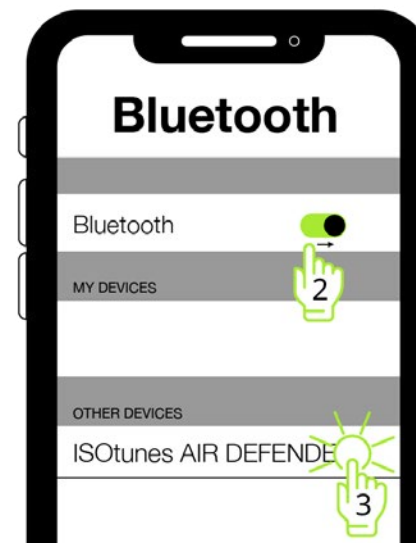 Bluetooth
Bluetooth
2
MY DEVICES
OTHER DEVICES
ISOtunes AIR DEFENDE
3